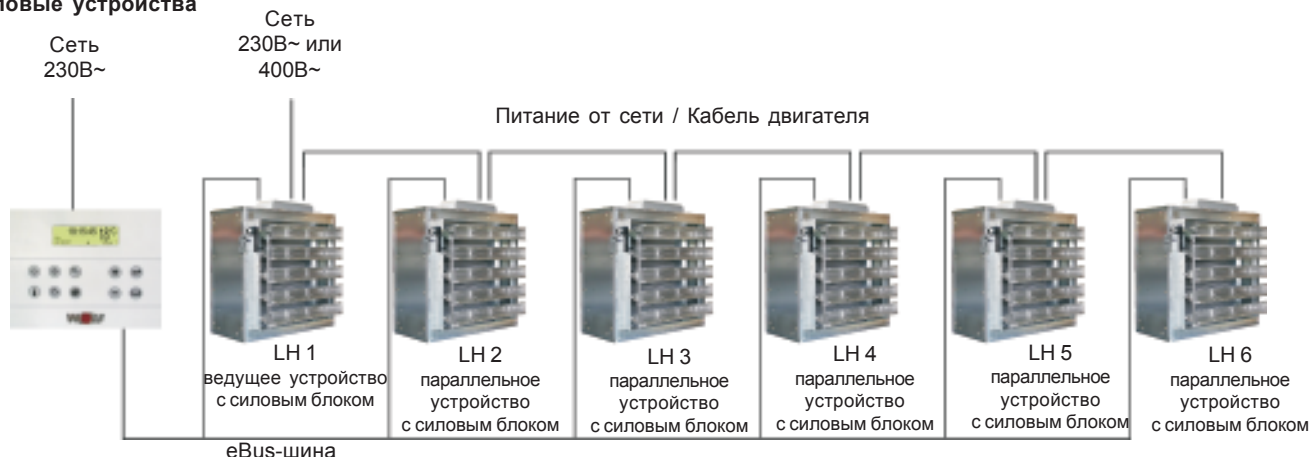 ловые устройства
Сеть
230В~
Сеть
230В~ или
400В~
Питание от сети / Кабель двигателя
WOLF
LH 1
ведущее устройство
с силовым блоком
LH 2
параллельное
устройство
с силовым блоком
LH 3
параллельное
устройство
с силовым блоком
LH 4
параллельное
устройство
с силовым блоком
LH 5
параллельное
устройство
с силовым блоком
LH 6
параллельное
устройство
с силовым блоком
eBus-шина